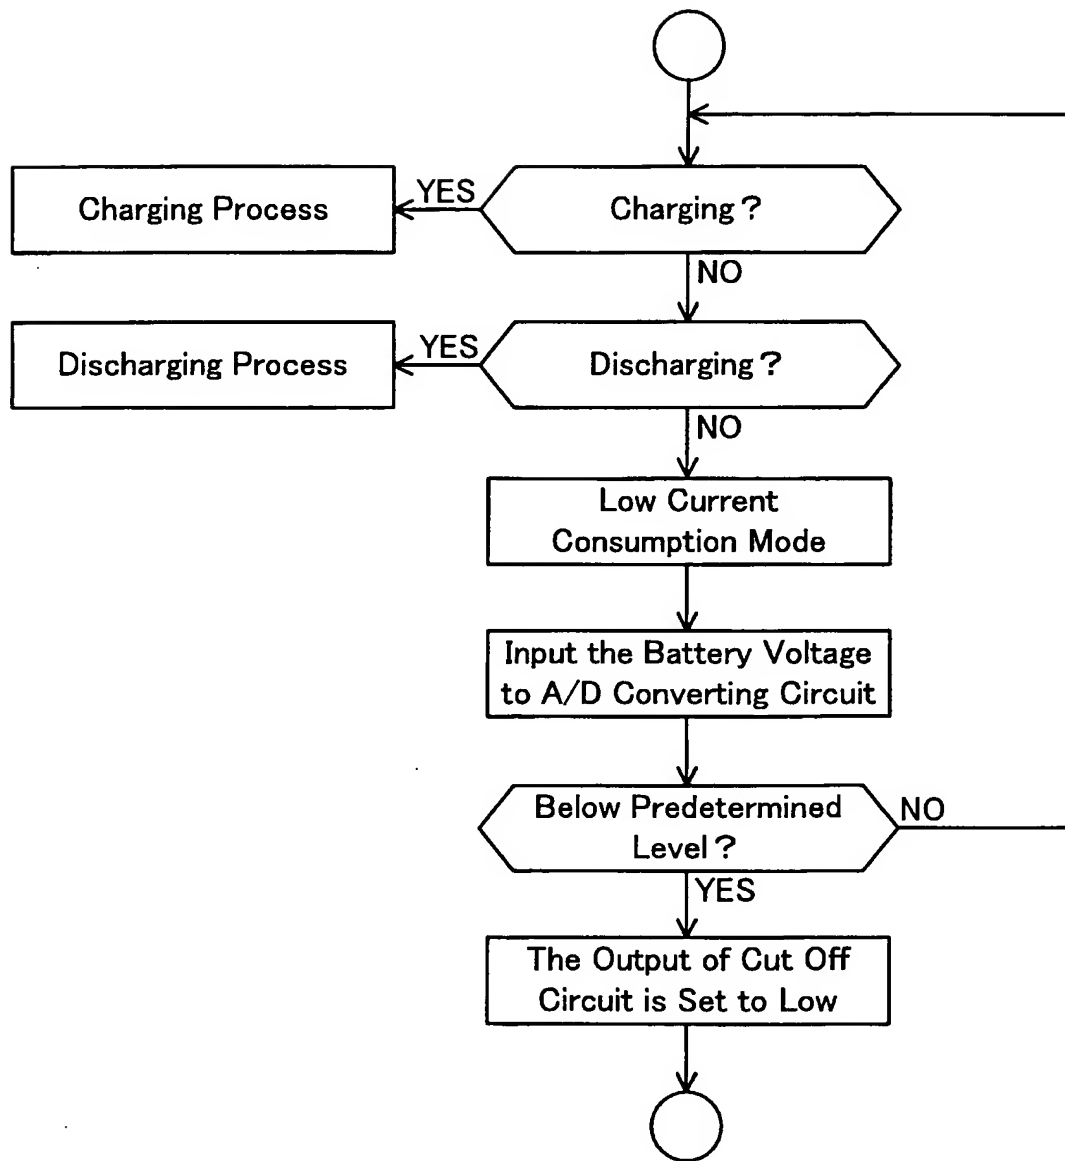 Charging Process
YES
Charging?
NO
Discharging Process
YES
Discharging?
NO
Low Current
Consumption Mode
Input the Battery Voltage
to A/D Converting Circuit
Below Predetermined
Level?
NO
YES
The Output of Cut Off
Circuit is Set to Low